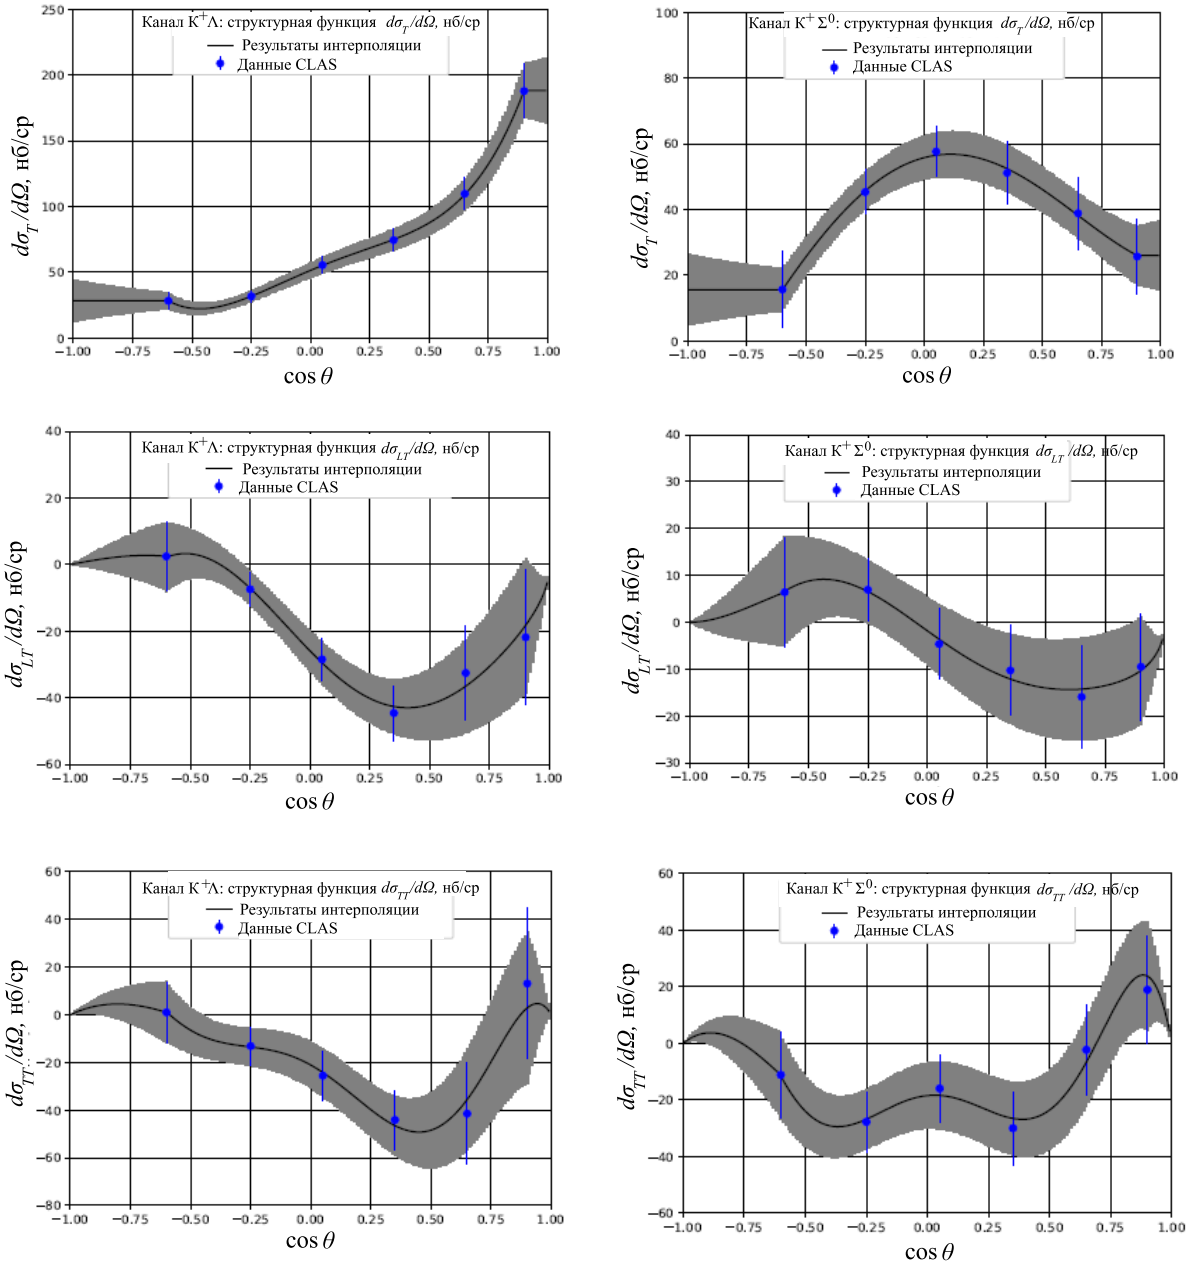 Канал K⁺Λ: структурная функция dσ_T/dΩ, нб/ср
Результаты интерполяции
Данные CLAS
dσ_T/dΩ, нб/ср
250
200
150
100
50
0
−1.00 −0.75 −0.50 −0.25 0.00 0.25 0.50 0.75 1.00
cos θ
Канал K⁺Σ⁰: структурная функция dσ_T/dΩ, нб/ср
Результаты интерполяции
Данные CLAS
dσ_T/dΩ, нб/ср
100
80
60
40
20
0
−1.00 −0.75 −0.50 −0.25 0.00 0.25 0.50 0.75 1.00
cos θ
Канал K⁺Λ: структурная функция dσ_LT/dΩ, нб/ср
Результаты интерполяции
Данные CLAS
dσ_LT/dΩ, нб/ср
40
20
0
−20
−40
−60
−1.00 −0.75 −0.50 −0.25 0.00 0.25 0.50 0.75 1.00
cos θ
Канал K⁺Σ⁰: структурная функция dσ_LT/dΩ, нб/ср
Результаты интерполяции
Данные CLAS
dσ_LT/dΩ, нб/ср
40
30
20
10
0
−10
−20
−30
−1.00 −0.75 −0.50 −0.25 0.00 0.25 0.50 0.75 1.00
cos θ
Канал K⁺Λ: структурная функция dσ_TT/dΩ, нб/ср
Результаты интерполяции
Данные CLAS
dσ_TT/dΩ, нб/ср
60
40
20
0
−20
−40
−60
−80
−1.00 −0.75 −0.50 −0.25 0.00 0.25 0.50 0.75 1.00
cos θ
Канал K⁺Σ⁰: структурная функция dσ_TT/dΩ, нб/ср
Результаты интерполяции
Данные CLAS
dσ_TT/dΩ, нб/ср
60
40
20
0
−20
−40
−60
−1.00 −0.75 −0.50 −0.25 0.00 0.25 0.50 0.75 1.00
cos θ